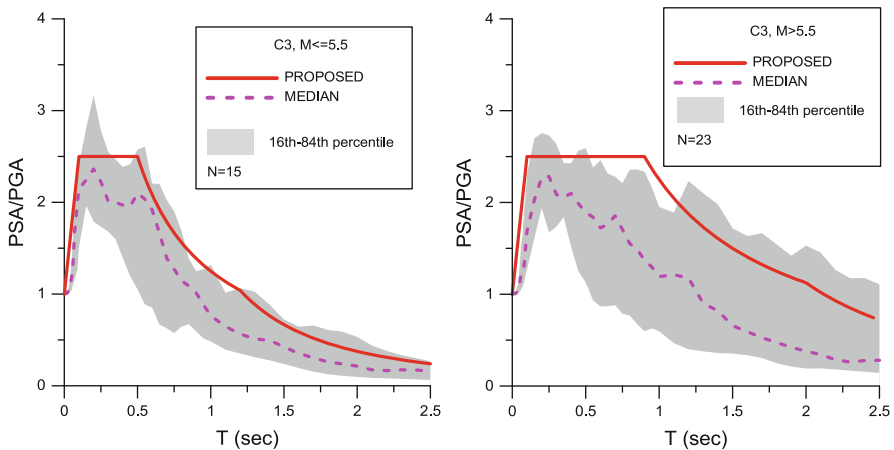 4
3
2
1
0
PSA/PGA
C3, M<=5.5
PROPOSED
MEDIAN
16th-84th percentile
N=15
0 0.5 1 1.5 2 2.5
T (sec)
4
3
2
1
0
PSA/PGA
C3, M>5.5
PROPOSED
MEDIAN
16th-84th percentile
N=23
0 0.5 1 1.5 2 2.5
T (sec)